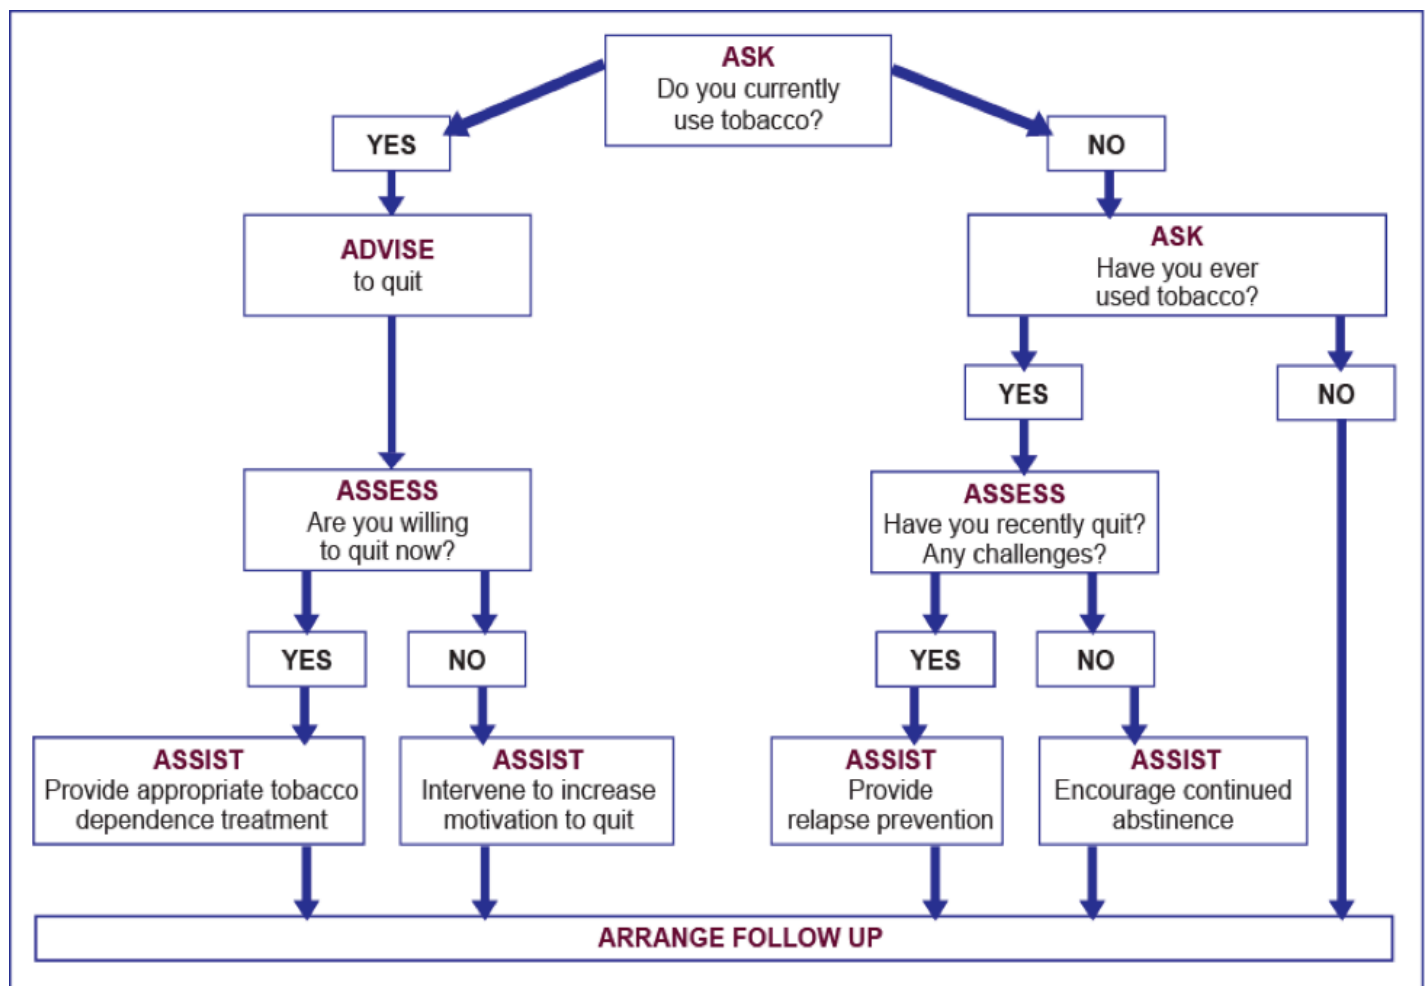 ASK
Do you currently
use tobacco?
YES
NO
ADVISE
to quit
ASK
Have you ever
used tobacco?
YES
NO
ASSESS
Are you willing
to quit now?
ASSESS
Have you recently quit?
Any challenges?
YES
NO
YES
NO
ASSIST
Provide appropriate tobacco
dependence treatment
ASSIST
Intervene to increase
motivation to quit
ASSIST
Provide
relapse prevention
ASSIST
Encourage continued
abstinence
ARRANGE FOLLOW UP